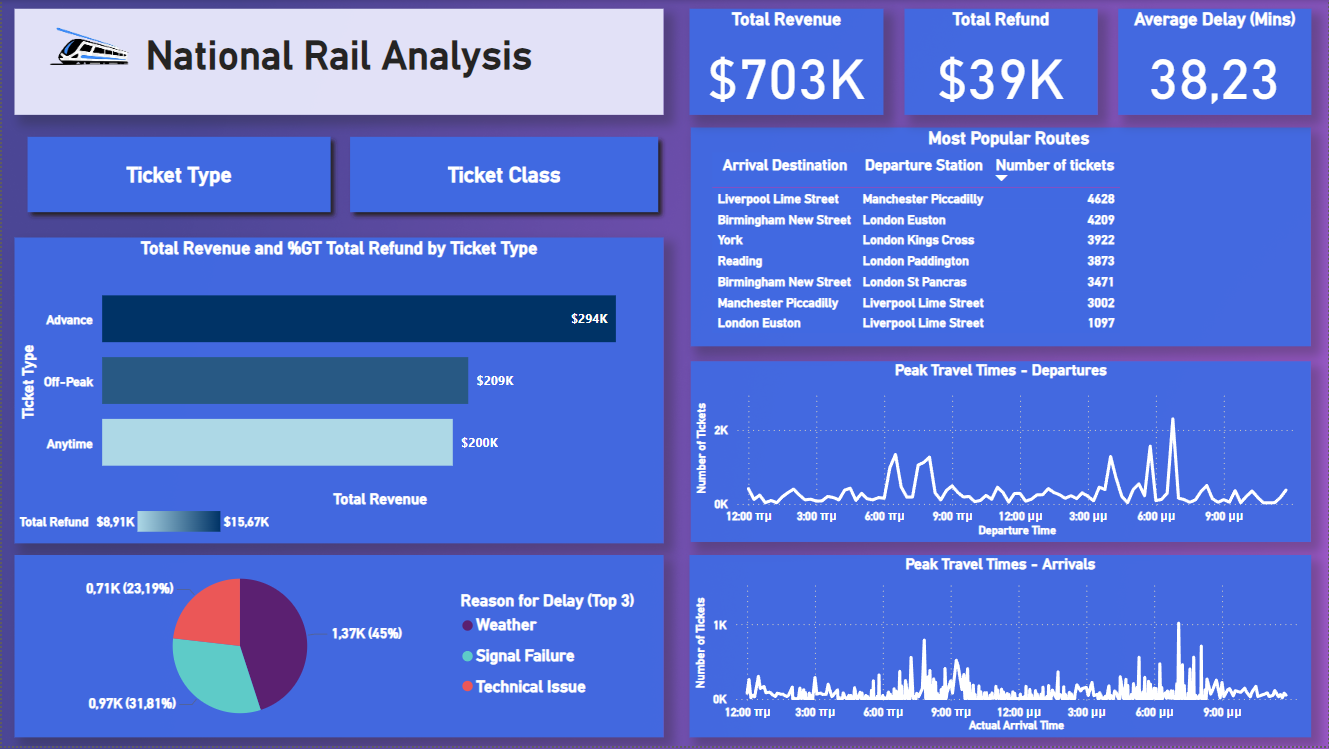 National Rail Analysis
Total Revenue
$703K
Total Refund
$39K
Average Delay (Mins)
38,23
Ticket Type
Ticket Class
Most Popular Routes
Arrival Destination Departure Station Number of tickets
Liverpool Lime Street Manchester Piccadilly 4628
Birmingham New Street London Euston 4209
York London Kings Cross 3922
Reading London Paddington 3873
Birmingham New Street London St Pancras 3471
Manchester Piccadilly Liverpool Lime Street 3002
London Euston Liverpool Lime Street 1097
Total Revenue and %GT Total Refund by Ticket Type
Ticket Type
Advance $294K
Off-Peak $209K
Anytime $200K
Total Revenue
Total Refund $8,91K $15,67K
Peak Travel Times - Departures
Number of Tickets
2K
0K
12:00 πμ 3:00 πμ 6:00 πμ 9:00 πμ 12:00 μμ 3:00 μμ 6:00 μμ 9:00 μμ
Departure Time
0,71K (23,19%)
1,37K (45%)
0,97K (31,81%)
Reason for Delay (Top 3)
Weather
Signal Failure
Technical Issue
Peak Travel Times - Arrivals
Number of Tickets
1K
0K
12:00 πμ 3:00 πμ 6:00 πμ 9:00 πμ 12:00 μμ 3:00 μμ 6:00 μμ 9:00 μμ
Actual Arrival Time